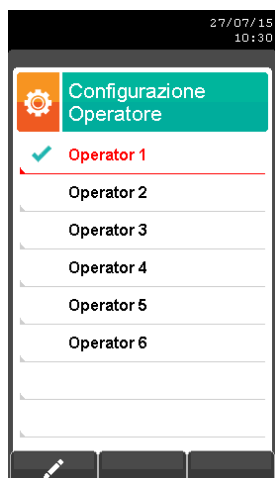 27/07/15
10:30
Configurazione
Operatore
Operator 1
Operator 2
Operator 3
Operator 4
Operator 5
Operator 6